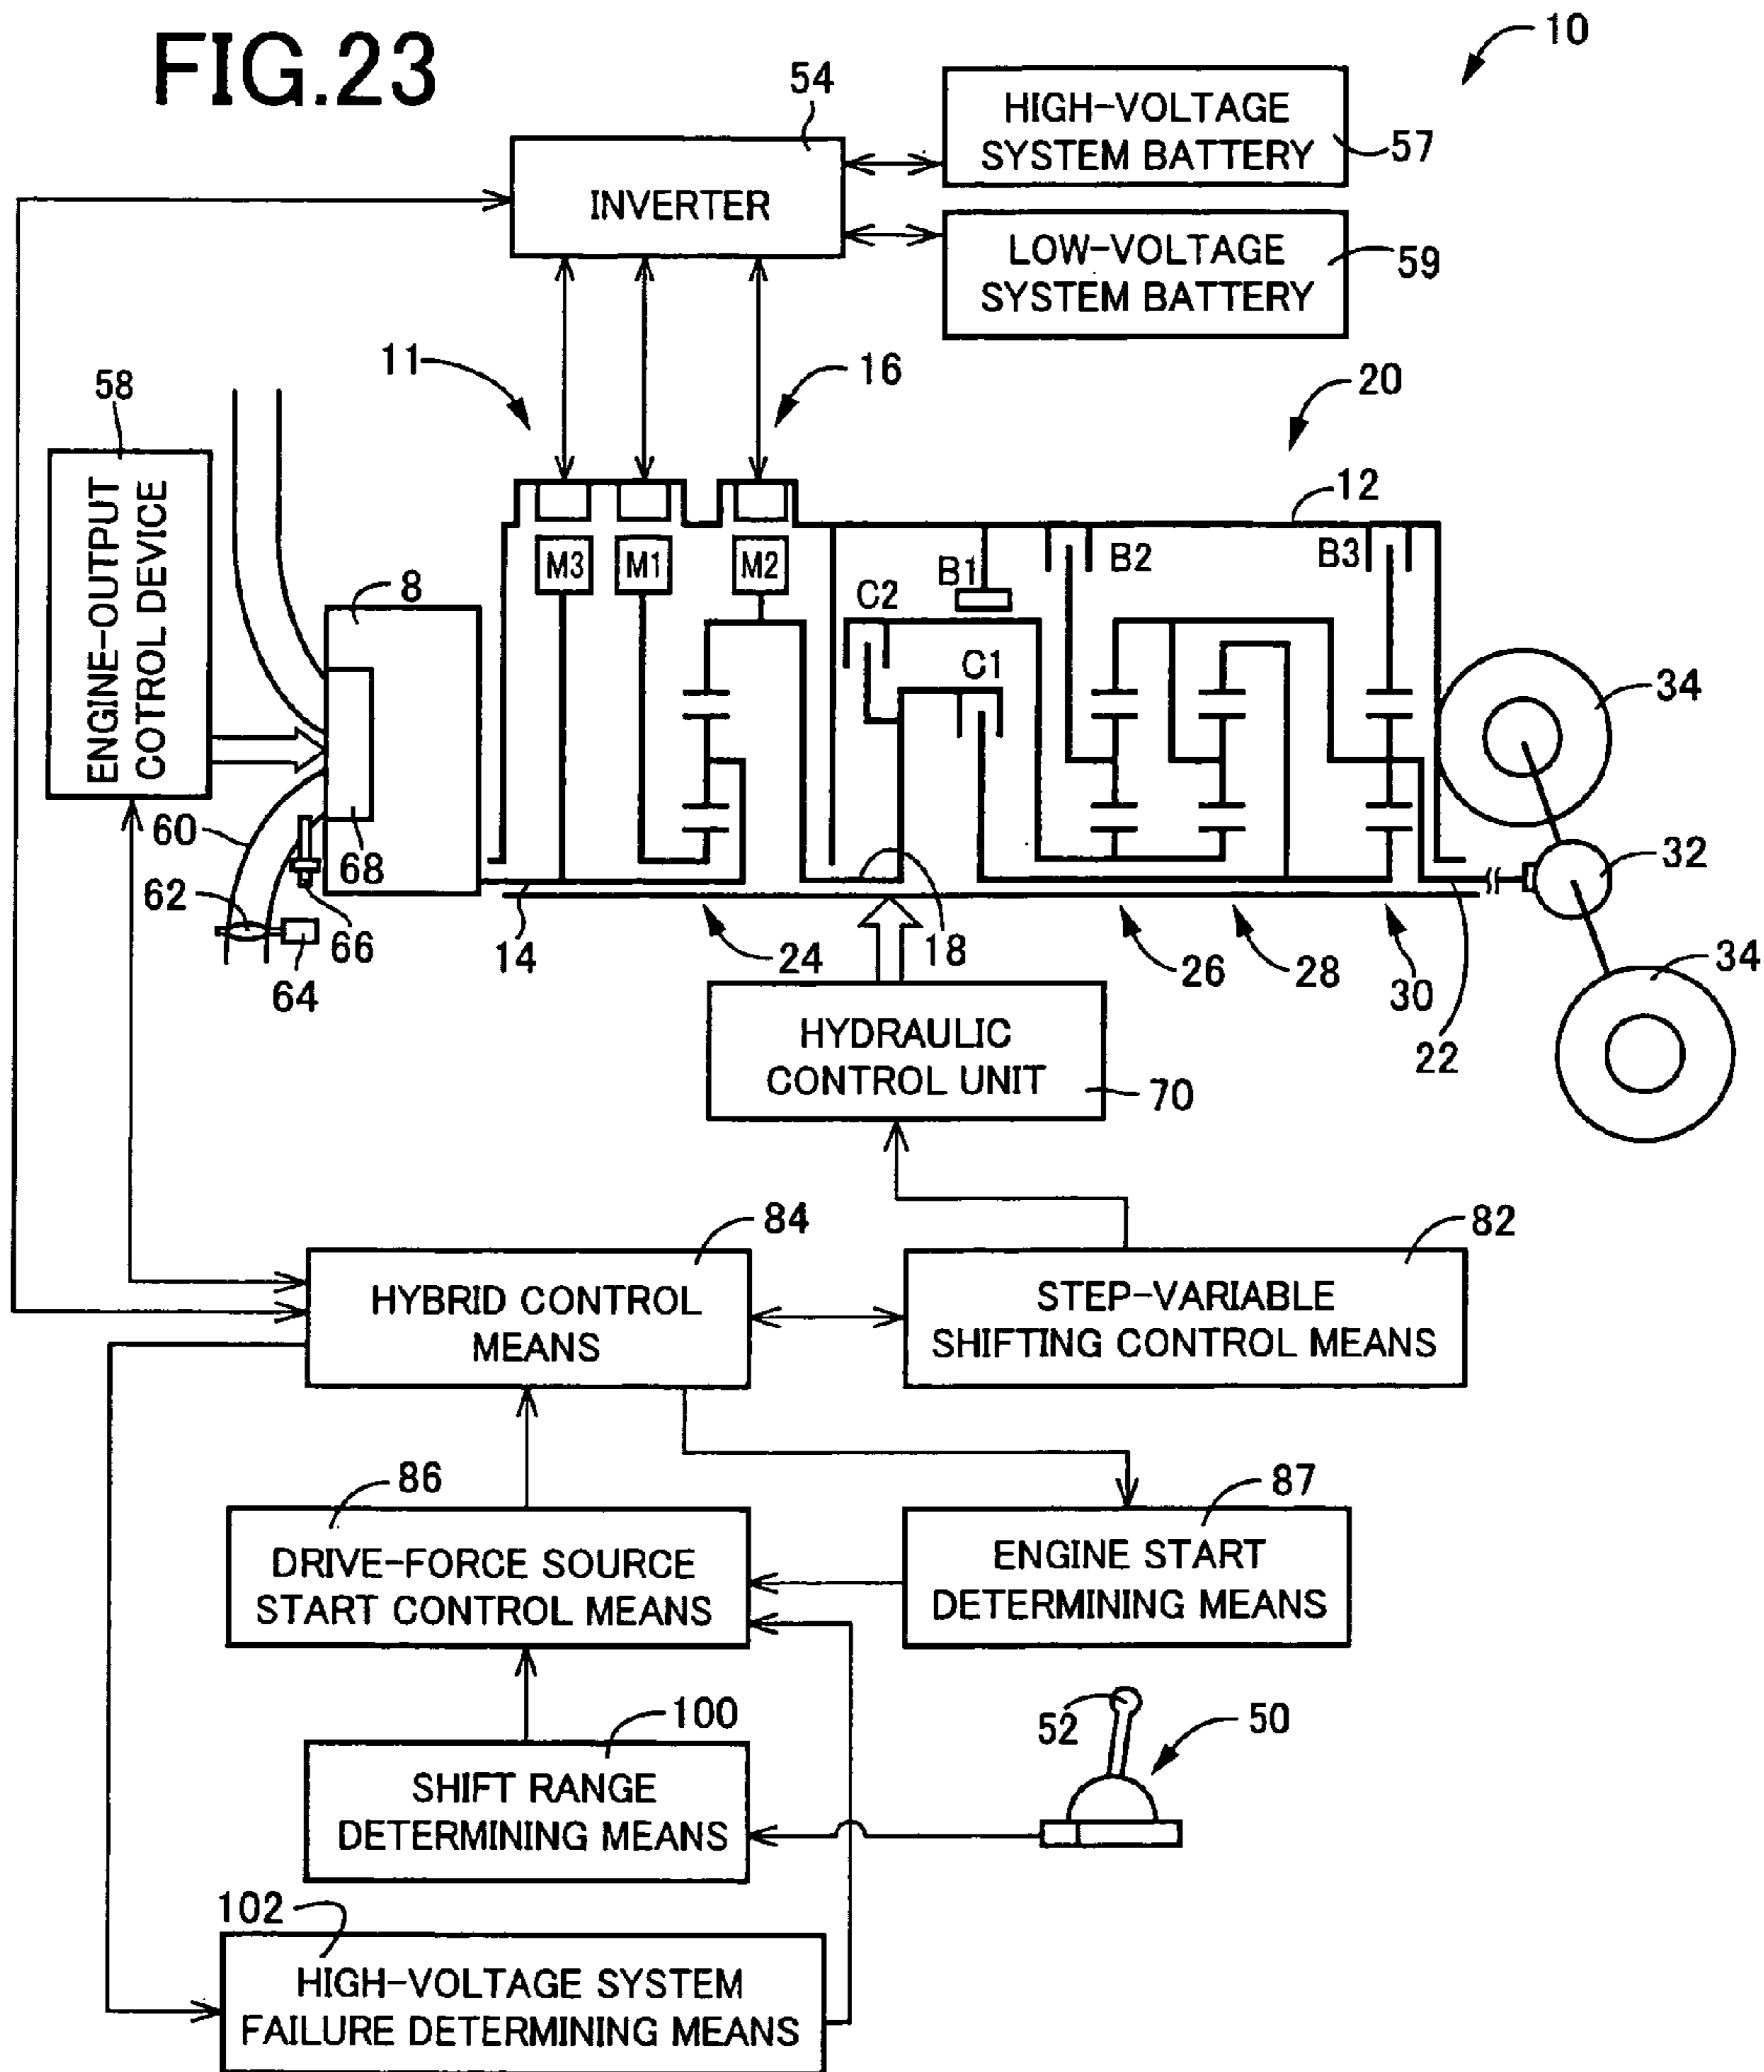 FIG.23
10
54
HIGH-VOLTAGE
SYSTEM BATTERY
57
INVERTER
LOW-VOLTAGE
SYSTEM BATTERY
59
11
16
20
58
ENGINE-OUTPUT
COTROL DEVICE
12
8
M3
M1
M2
B1
B2
B3
C2
C1
34
60
68
32
62
66
64
14
24
18
26
28
30
22
34
HYDRAULIC
CONTROL UNIT
70
84
82
HYBRID CONTROL
MEANS
STEP-VARIABLE
SHIFTING CONTROL MEANS
86
87
DRIVE-FORCE SOURCE
START CONTROL MEANS
ENGINE START
DETERMINING MEANS
100
52
50
SHIFT RANGE
DETERMINING MEANS
102
HIGH-VOLTAGE SYSTEM
FAILURE DETERMINING MEANS